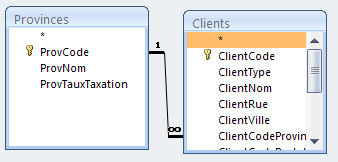 Provinces
*
ProvCode
ProvNom
ProvTauxTaxation
1
∞
Clients
*
ClientCode
ClientType
ClientNom
ClientRue
ClientVille
ClientCodeProvin